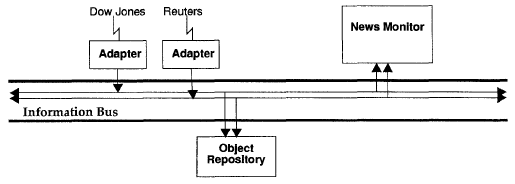 Dow Jones
Reuters
Adapter
Adapter
News Monitor
Information Bus
Object
Repository